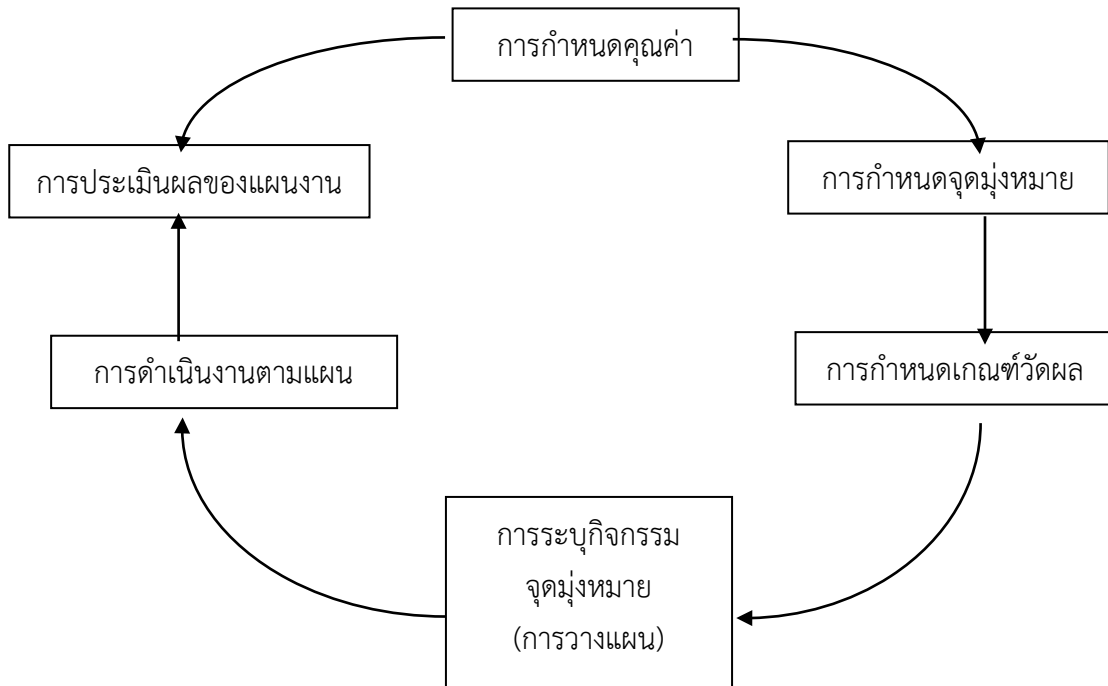 การกำหนดคุณค่า
การประเมินผลของแผนงาน
การกำหนดจุดมุ่งหมาย
การดำเนินงานตามแผน
การกำหนดเกณฑ์วัดผล
การระบุกิจกรรม
จุดมุ่งหมาย
(การวางแผน)